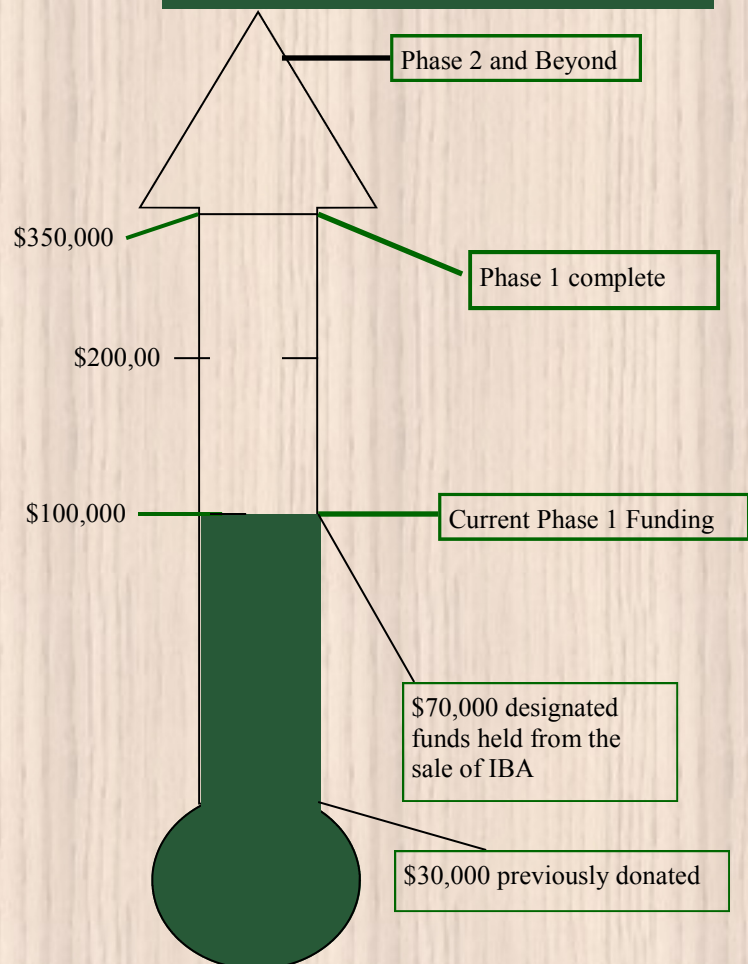 Phase 2 and Beyond
$350,000
Phase 1 complete
$200,00
$100,000
Current Phase 1 Funding
$70,000 designated
funds held from the
sale of IBA
$30,000 previously donated